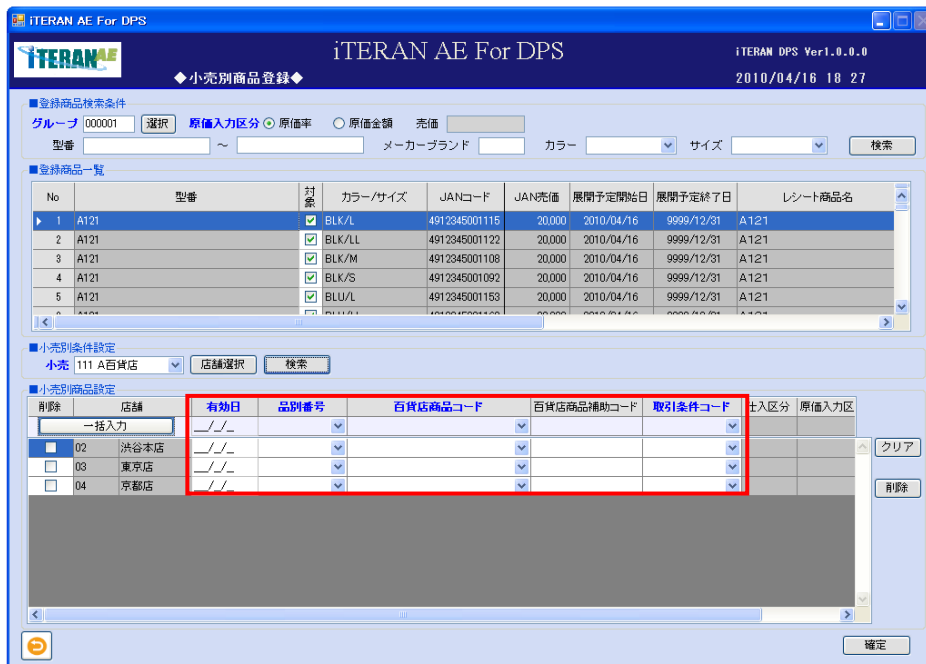 iTERAN AE For DPS
iTERAN AE
iTERAN AE For DPS
iTERAN DPS Ver1.0.0.0
◆小売別商品登録◆
2010/04/16 18 27
■登録商品検索条件
グループ 000001 選択 原価入力区分 原価率 原価金額 売価
型番 ～ メーカーブランド カラー サイズ 検索
■登録商品一覧
No 型番 対象 カラー/サイズ JANコード JAN売価 展開予定開始日 展開予定終了日 レシート商品名
1 A121 BLK/L 4912345001115 20,000 2010/04/16 9999/12/31 A121
2 A121 BLK/LL 4912345001122 20,000 2010/04/16 9999/12/31 A121
3 A121 BLK/M 4912345001108 20,000 2010/04/16 9999/12/31 A121
4 A121 BLK/S 4912345001092 20,000 2010/04/16 9999/12/31 A121
5 A121 BLU/L 4912345001153 20,000 2010/04/16 9999/12/31 A121
■小売別条件設定
小売 111 A百貨店 店舗選択 検索
■小売別商品設定
削除 店舗 有効日 品別番号 百貨店商品コード 百貨店商品補助コード 取引条件コード 仕入区分 原価入力区
一括入力 __/_/_
02 渋谷本店 __/_/_ クリア
03 東京店 __/_/_
04 京都店 __/_/_ 削除
確定